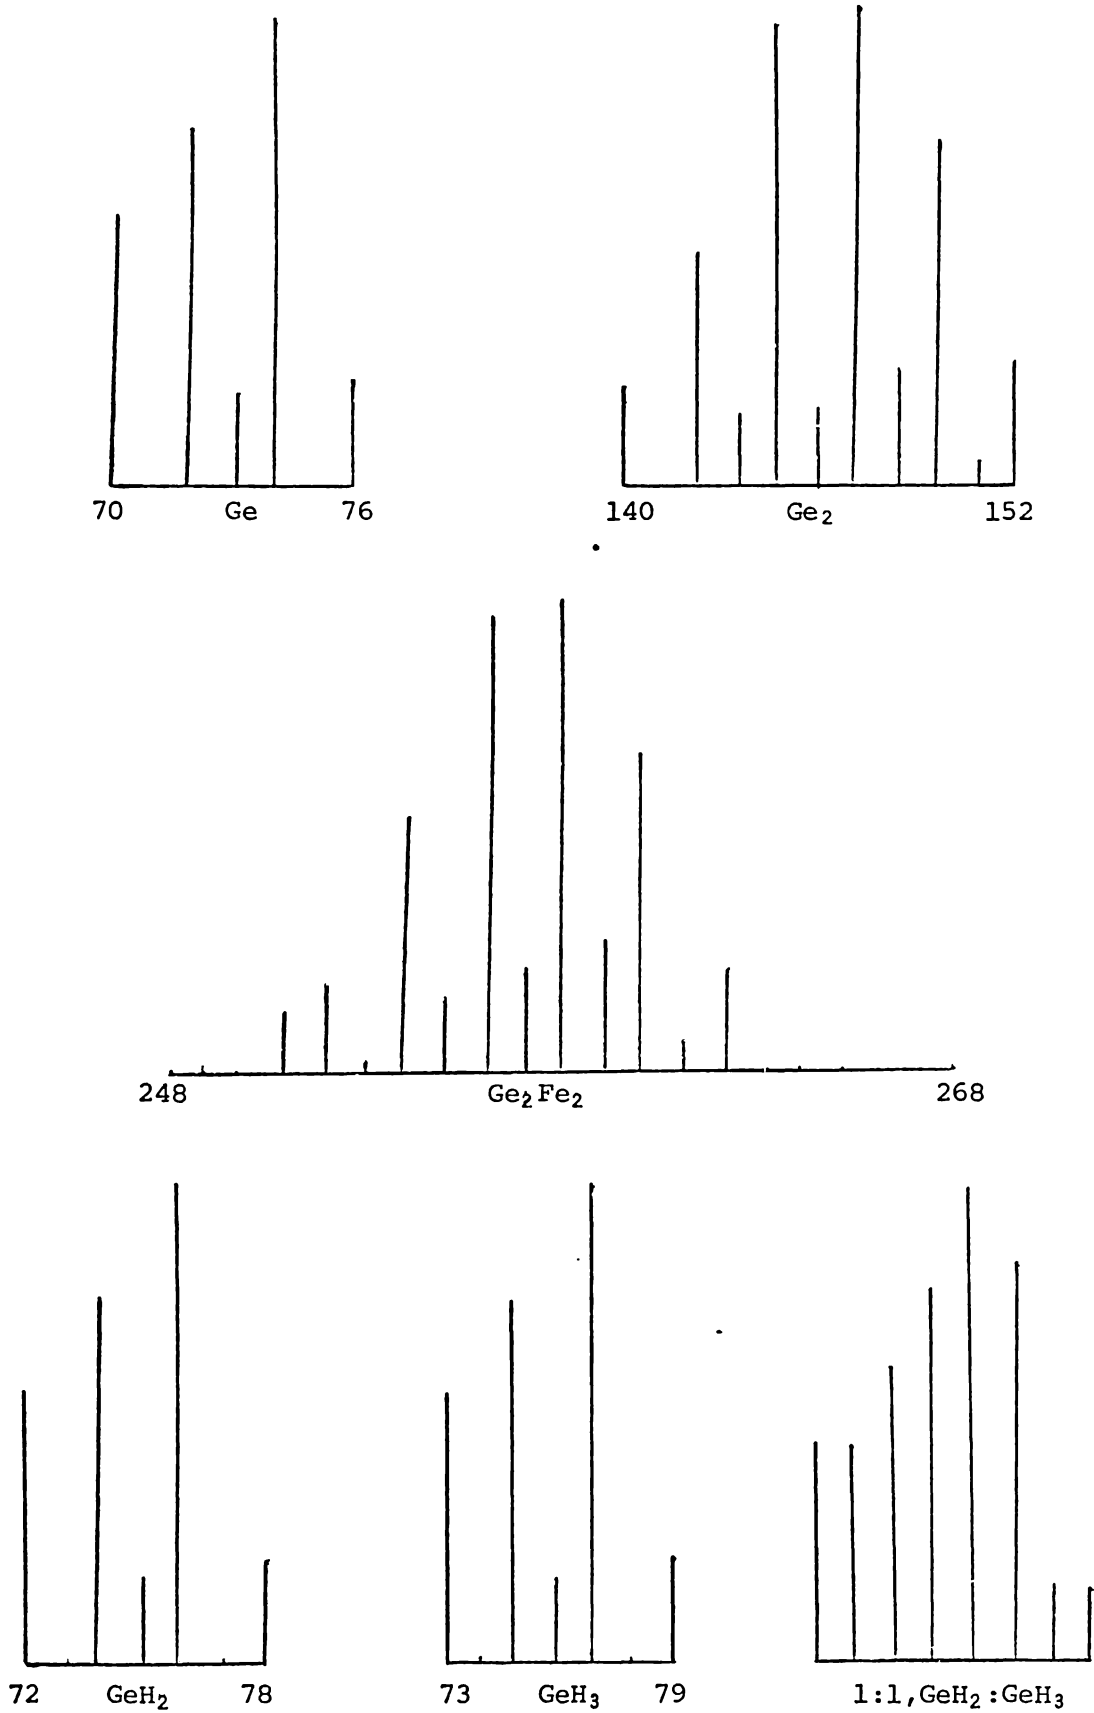 70 Ge 76
140 Ge₂ 152
248 Ge₂Fe₂ 268
72 GeH₂ 78
73 GeH₃ 79
1:1,GeH₂:GeH₃